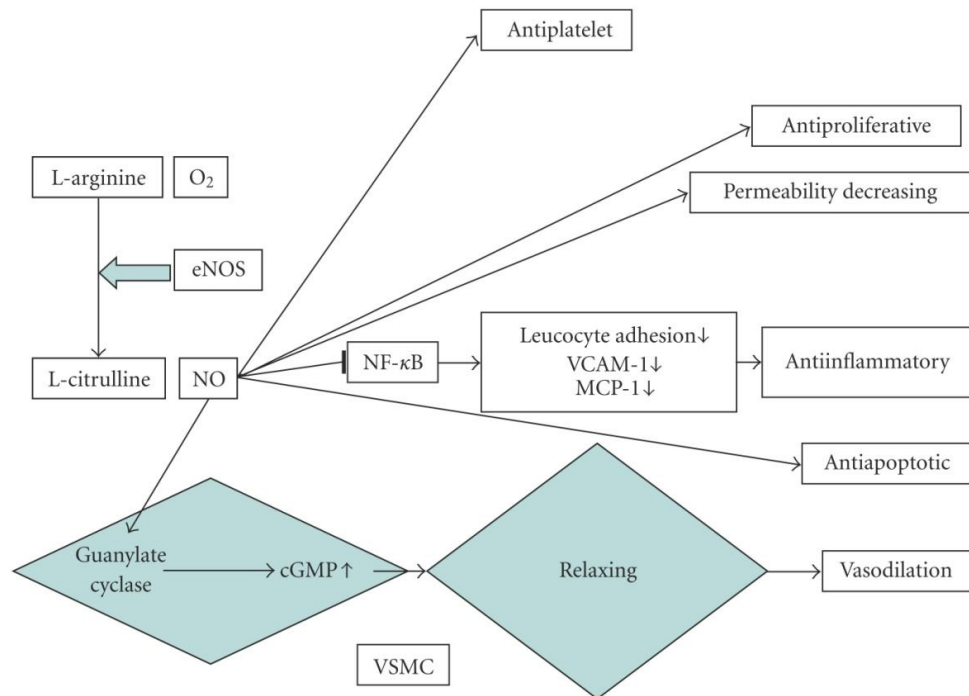 Antiplatelet
Antiproliferative
L-arginine
O₂
Permeability decreasing
eNOS
Leucocyte adhesion↓
VCAM-1↓
MCP-1↓
NF-κB
Antiinflammatory
L-citrulline
NO
Antiapoptotic
Guanylate
cyclase
cGMP↑
Relaxing
Vasodilation
VSMC